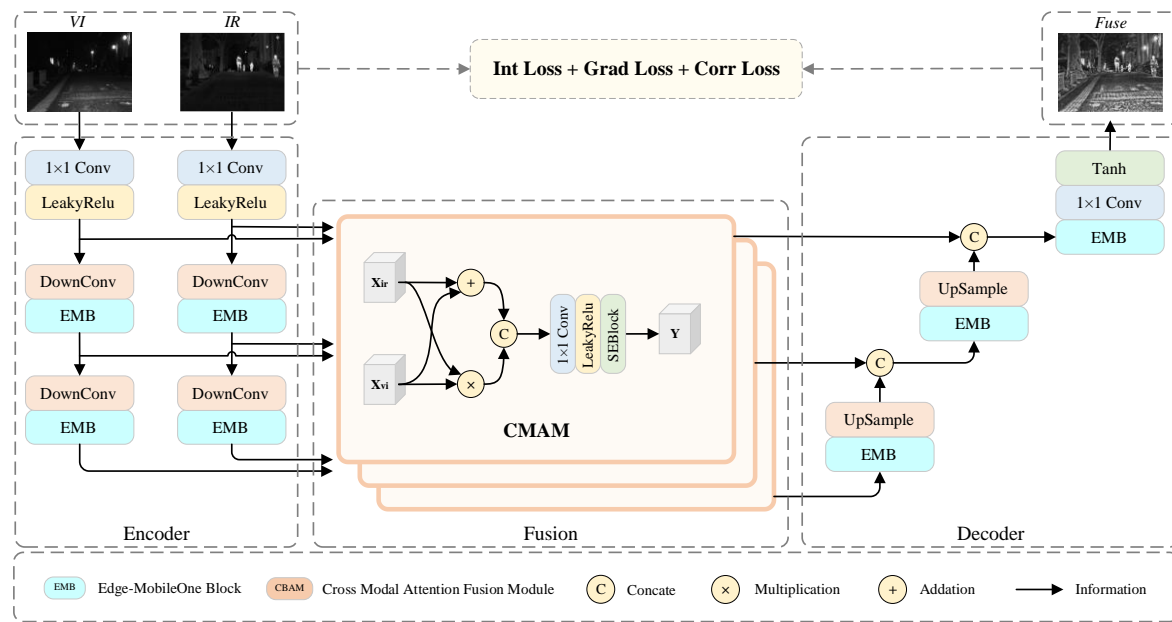 VI
IR
Fuse
Int Loss + Grad Loss + Corr Loss
1×1 Conv
LeakyRelu
DownConv
EMB
DownConv
EMB
1×1 Conv
LeakyRelu
DownConv
EMB
DownConv
EMB
Encoder
Xir
Xvi
+
×
C
1×1 Conv
LeakyRelu
SEBlock
Y
CMAM
Fusion
Tanh
1×1 Conv
EMB
C
UpSample
EMB
C
UpSample
EMB
Decoder
EMB Edge-MobileOne Block
CBAM Cross Modal Attention Fusion Module
C Concate
× Multiplication
+ Addation
Information